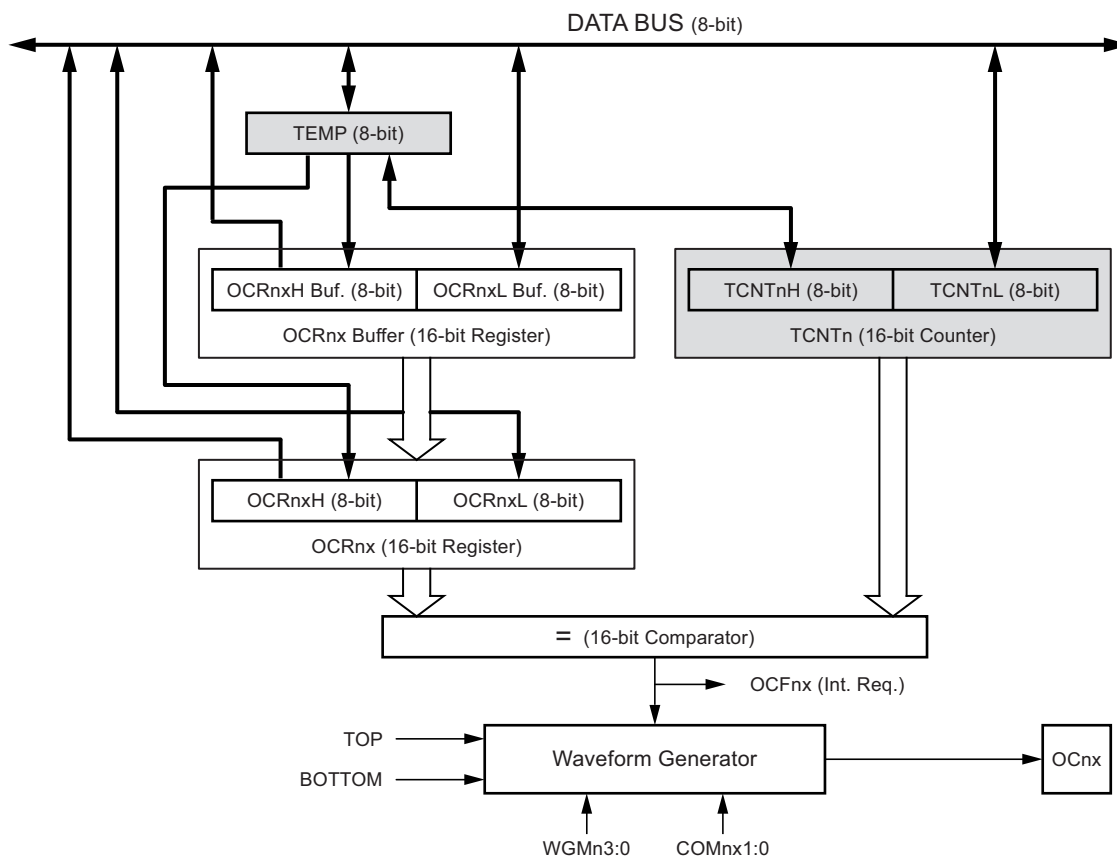 DATA BUS (8-bit)
TEMP (8-bit)
OCRnxH Buf. (8-bit)
OCRnxL Buf. (8-bit)
TCNTnH (8-bit)
TCNTnL (8-bit)
OCRnx Buffer (16-bit Register)
TCNTn (16-bit Counter)
OCRnxH (8-bit)
OCRnxL (8-bit)
OCRnx (16-bit Register)
= (16-bit Comparator)
OCFnx (Int. Req.)
TOP
BOTTOM
Waveform Generator
OCnx
WGMn3:0
COMnx1:0